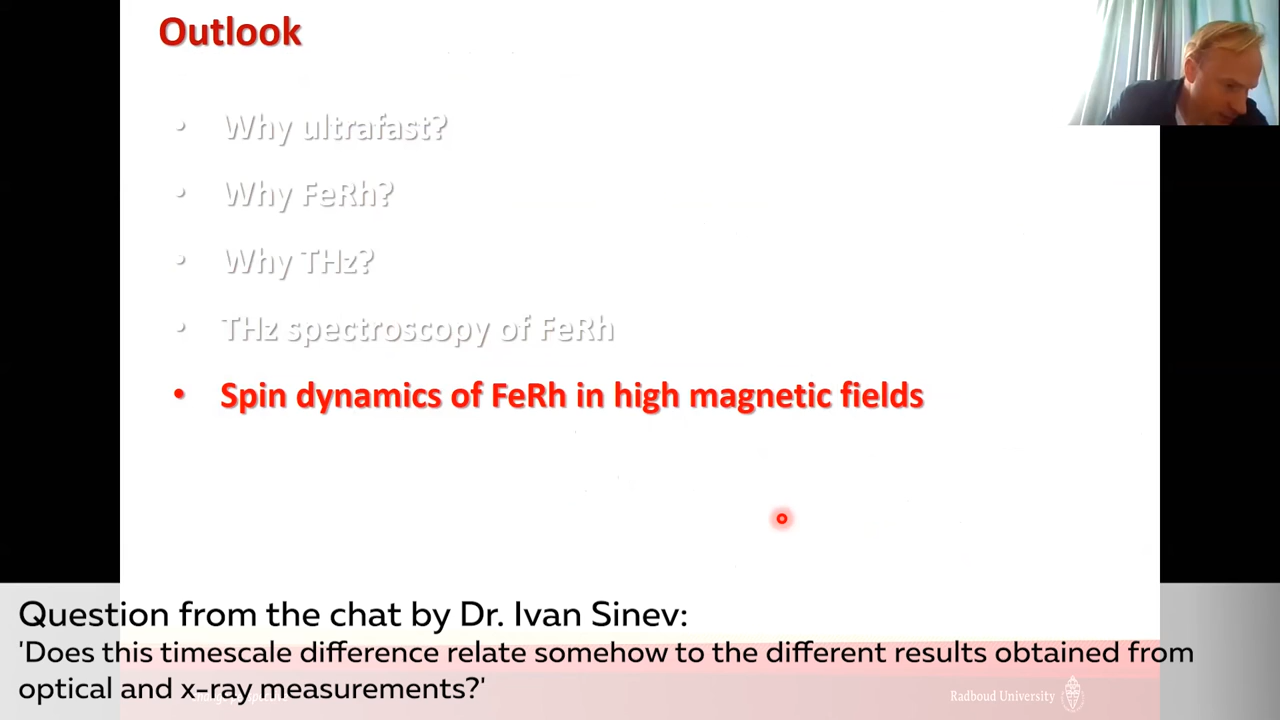 Outlook
• Why ultrafast?
• Why FeRh?
• Why THz?
• THz spectroscopy of FeRh
• Spin dynamics of FeRh in high magnetic fields
Question from the chat by Dr. Ivan Sinev:
'Does this timescale difference relate somehow to the different results obtained from
optical and x-ray measurements?'
Radboud University